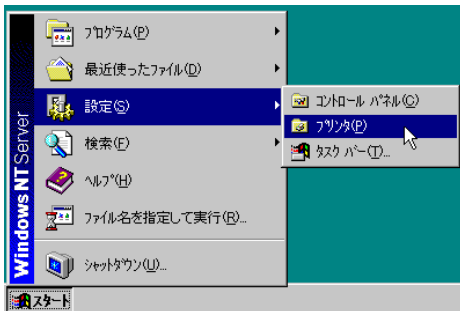 ﾌﾟﾛｸﾞﾗﾑ(P)
最近使ったﾌｧｲﾙ(D)
設定(S)
検索(F)
ﾍﾙﾌﾟ(H)
ファイル名を指定して実行(R)...
ｼｬｯﾄﾀﾞｳﾝ(U)...
ｺﾝﾄﾛｰﾙ ﾊﾟﾈﾙ(C)
ﾌﾟﾘﾝﾀ(P)
ﾀｽｸ ﾊﾞｰ(T)...
Windows NT Server
スタート